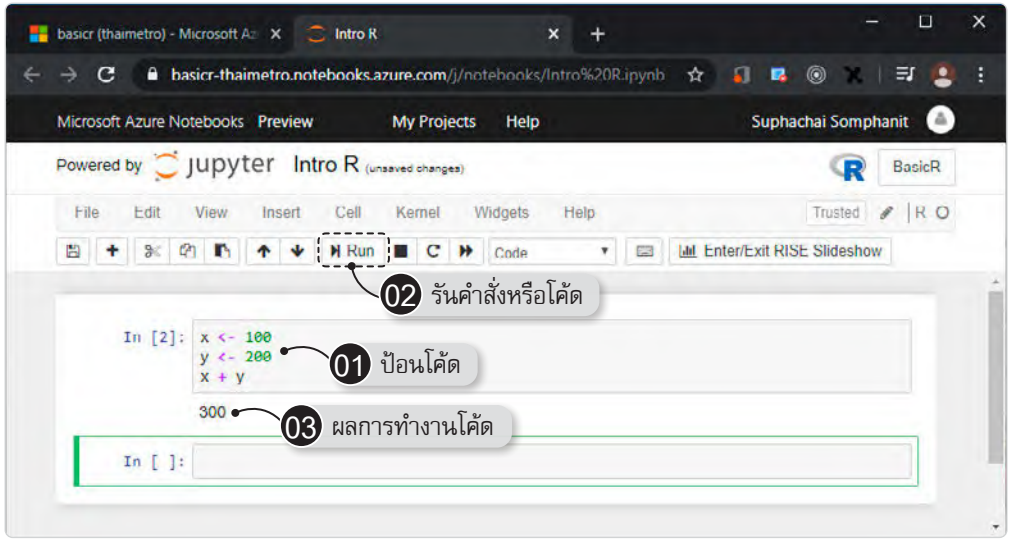 basicr (thaimetro) - Microsoft Az
Intro R
basicr-thaimetro.notebooks.azure.com/j/notebooks/Intro%20R.ipynb
Microsoft Azure Notebooks Preview My Projects Help Suphachai Somphanit
Powered by jupyter Intro R (unsaved changes) R BasicR
File Edit View Insert Cell Kernel Widgets Help Trusted R
Run Code Enter/Exit RISE Slideshow
02 รันคำสั่งหรือโค้ด
In [2]: x <- 100
y <- 200
x + y
01 ป้อนโค้ด
300
03 ผลการทำงานโค้ด
In [ ]: